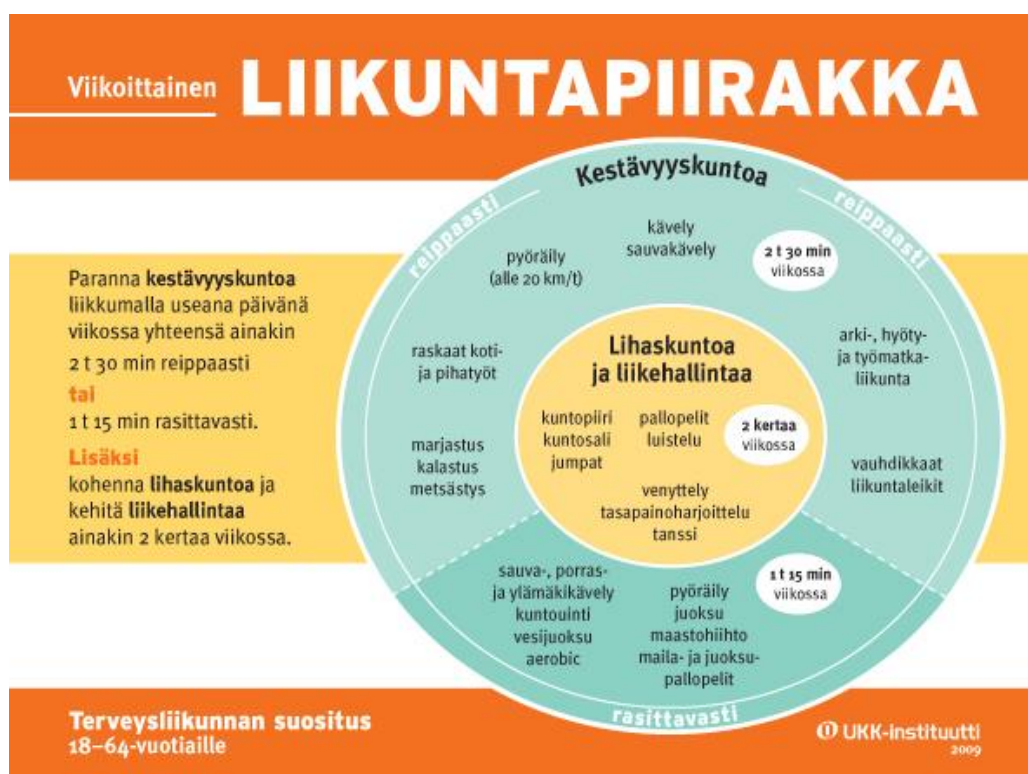 Viikoittainen LIIKUNTAPIIRAKKA
Paranna kestävyyskuntoa
liikkumalla useana päivänä
viikossa yhteensä ainakin
2 t 30 min reippaasti
tai
1 t 15 min rasittavasti.
Lisäksi
kohenna lihaskuntoa ja
kehitä liikehallintaa
ainakin 2 kertaa viikossa.
Kestävyyskuntoa
reippaasti
reippaasti
kävely
sauvakävely
2 t 30 min
viikossa
pyöräily
(alle 20 km/t)
raskaat koti-
ja pihatyöt
arki-, hyöty-
ja työmatka-
liikunta
marjastus
kalastus
metsästys
vauhdikkaat
liikuntaleikit
Lihaskuntoa
ja liikehallintaa
kuntopiiri
kuntosali
jumpat
pallopelit
luistelu
2 kertaa
viikossa
venyttely
tasapainoharjoittelu
tanssi
sauva-, porras-
ja ylämäkikävely
kuntouinti
vesijuoksu
aerobic
pyöräily
juoksu
maastohiihto
maila- ja juoksu-
pallopelit
1 t 15 min
viikossa
rasittavasti
Terveysliikunnan suositus
18–64-vuotiaille
UKK-instituutti
2009